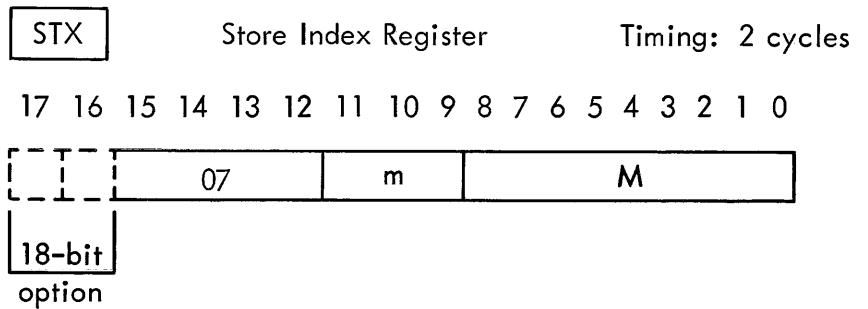 STX Store Index Register Timing: 2 cycles
17 16 15 14 13 12 11 10 9 8 7 6 5 4 3 2 1 0
07 m M
18-bit
option